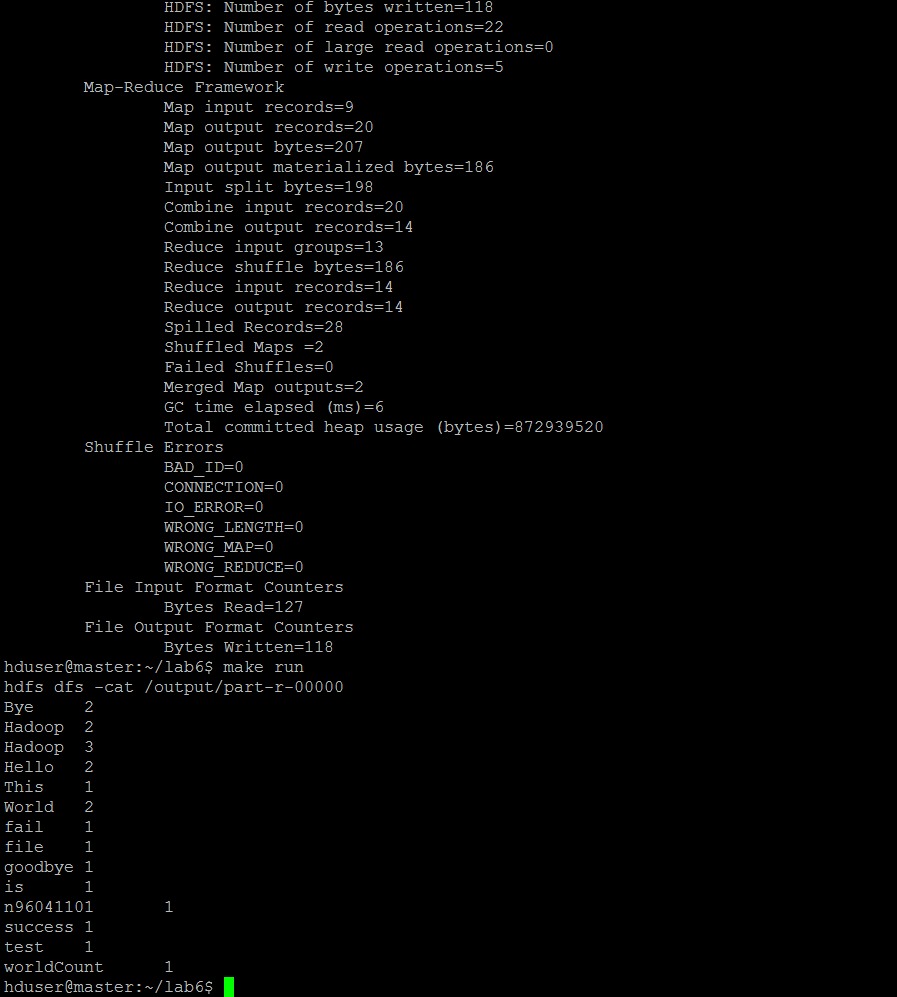 HDFS: Number of bytes written=118
HDFS: Number of read operations=22
HDFS: Number of large read operations=0
HDFS: Number of write operations=5
Map-Reduce Framework
Map input records=9
Map output records=20
Map output bytes=207
Map output materialized bytes=186
Input split bytes=198
Combine input records=20
Combine output records=14
Reduce input groups=13
Reduce shuffle bytes=186
Reduce input records=14
Reduce output records=14
Spilled Records=28
Shuffled Maps =2
Failed Shuffles=0
Merged Map outputs=2
GC time elapsed (ms)=6
Total committed heap usage (bytes)=872939520
Shuffle Errors
BAD_ID=0
CONNECTION=0
IO_ERROR=0
WRONG_LENGTH=0
WRONG_MAP=0
WRONG_REDUCE=0
File Input Format Counters
Bytes Read=127
File Output Format Counters
Bytes Written=118
hduser@master:~/lab6$ make run
hdfs dfs -cat /output/part-r-00000
Bye 2
Hadoop 2
Hadoop 3
Hello 2
This 1
World 2
fail 1
file 1
goodbye 1
is 1
n96041101 1
success 1
test 1
worldCount 1
hduser@master:~/lab6$